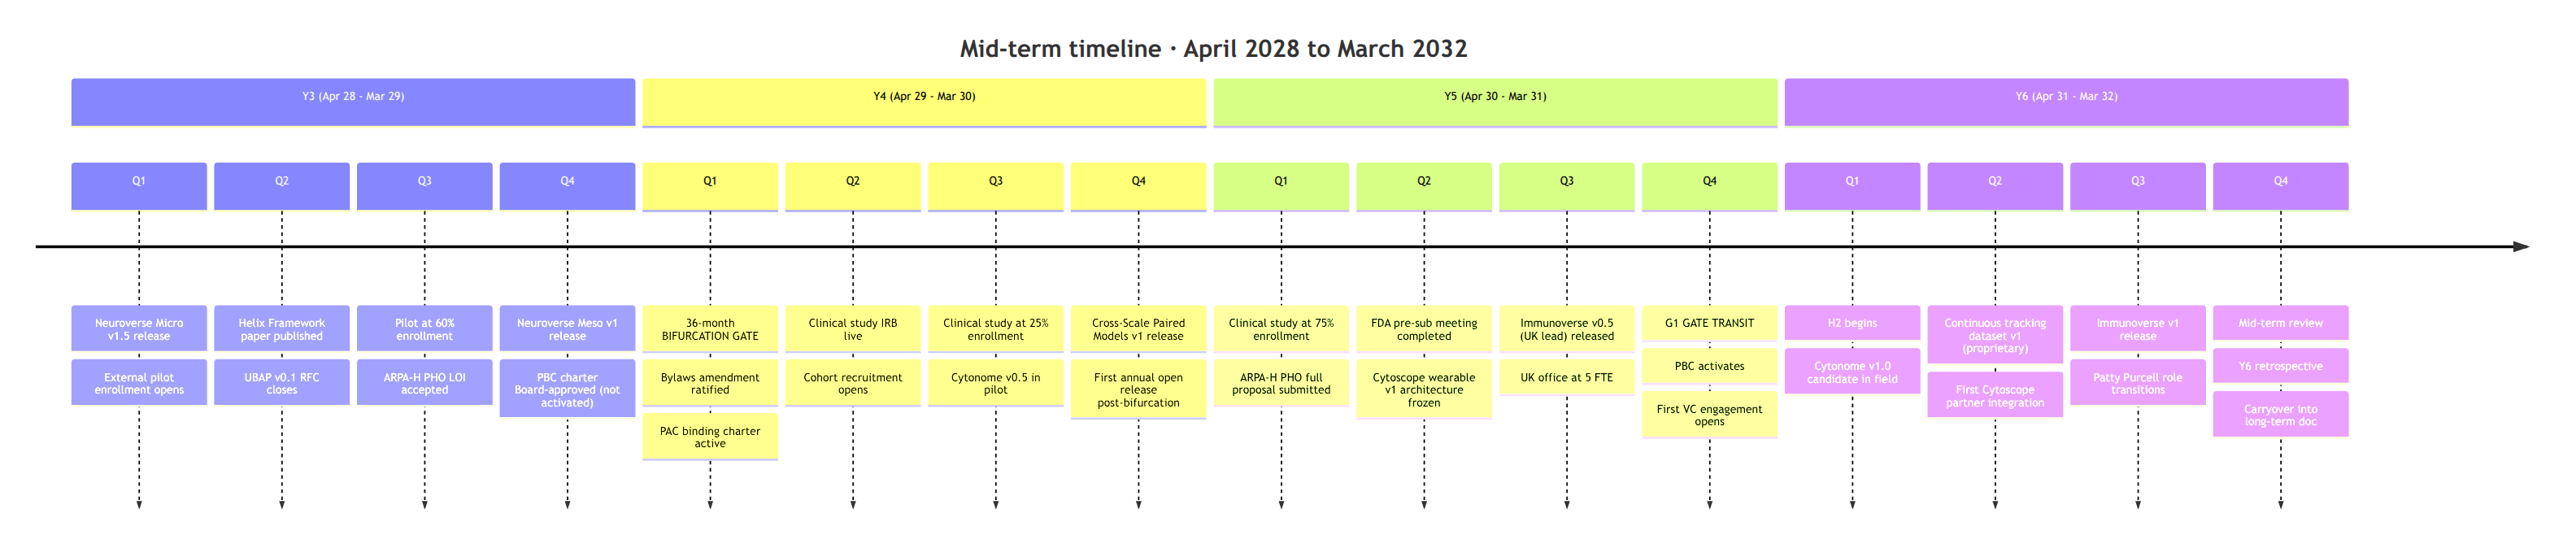 Mid-term timeline · April 2028 to March 2032
Y3 (Apr 28 - Mar 29)
Y4 (Apr 29 - Mar 30)
Y5 (Apr 30 - Mar 31)
Y6 (Apr 31 - Mar 32)
Q1
Q2
Q3
Q4
Q1
Q2
Q3
Q4
Q1
Q2
Q3
Q4
Q1
Q2
Q3
Q4
Neuroverse Micro
v1.5 release
External pilot
enrollment opens
Helix Framework
paper published
UBAP v0.1 RFC
closes
Pilot at 60%
enrollment
ARPA-H PHO LOI
accepted
Neuroverse Meso v1
release
PBC charter
Board-approved (not
activated)
36-month
BIFURCATION GATE
Bylaws amendment
ratified
PAC binding charter
active
Clinical study IRB
live
Cohort recruitment
opens
Clinical study at 25%
enrollment
Cytonome v0.5 in
pilot
Cross-Scale Paired
Models v1 release
First annual open
release
post-bifurcation
Clinical study at 75%
enrollment
ARPA-H PHO full
proposal submitted
FDA pre-sub meeting
completed
Cytoscope wearable
v1 architecture
frozen
Immunoverse v0.5
(UK lead) released
UK office at 5 FTE
G1 GATE TRANSIT
PBC activates
First VC engagement
opens
H2 begins
Cytonome v1.0
candidate in field
Continuous tracking
dataset v1
(proprietary)
First Cytoscope
partner integration
Immunoverse v1
release
Patty Purcell role
transitions
Mid-term review
Y6 retrospective
Carryover into
long-term doc